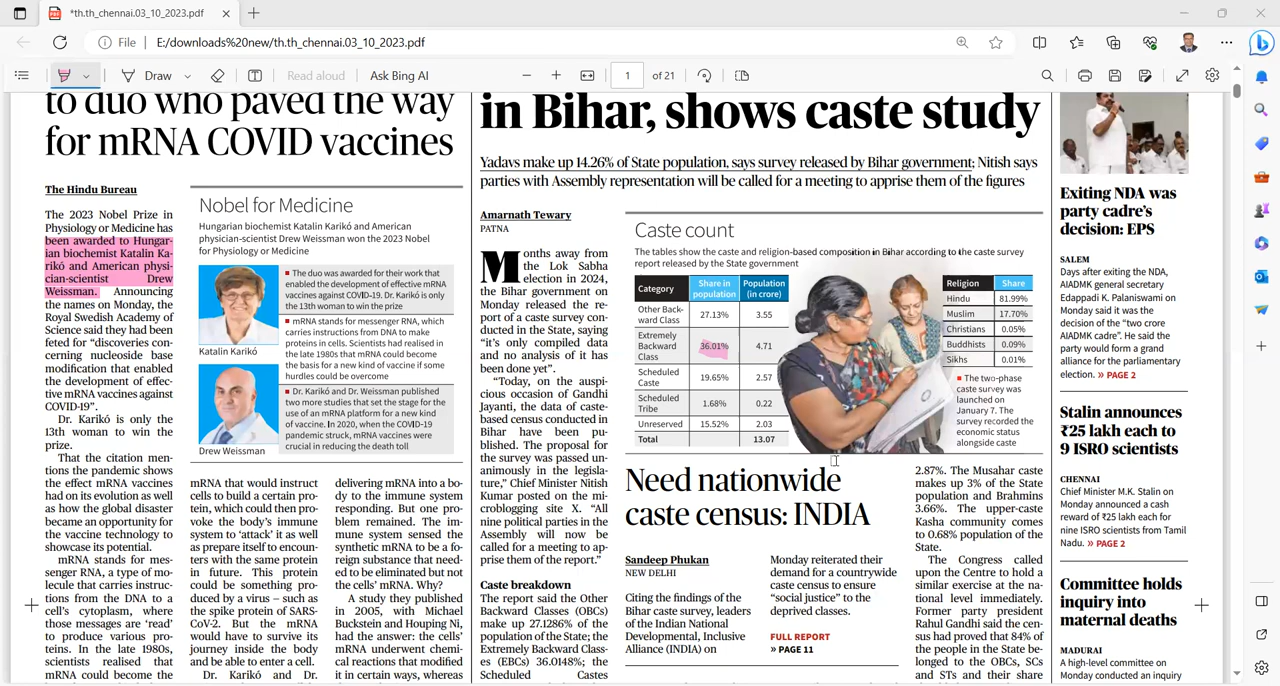 *th.th_chennai.03_10_2023.pdf
File
E:/downloads%20new/th.th_chennai.03_10_2023.pdf
Draw
Read aloud
Ask Bing AI
1
of 21
to duo who paved the way
for mRNA COVID vaccines
The Hindu Bureau
The 2023 Nobel Prize in
Physiology or Medicine has
been awarded to Hungar-
ian biochemist Katalin Ka-
rikó and American physi-
cian-scientist Drew
Weissman. Announcing
the names on Monday, the
Royal Swedish Academy of
Science said they had been
feted for “discoveries con-
cerning nucleoside base
modification that enabled
the development of effec-
tive mRNA vaccines against
COVID-19”.
Dr. Karikó is only the
13th woman to win the
prize.
That the citation men-
tions the pandemic shows
the effect mRNA vaccines
had on its evolution as well
as how the global disaster
became an opportunity for
the vaccine technology to
showcase its potential.
mRNA stands for mes-
senger RNA, a type of mo-
lecule that carries instruc-
tions from the DNA to a
cell’s cytoplasm, where
those messages are ‘read’
to produce various pro-
teins. In the late 1980s,
scientists realised that
mRNA could become the
Nobel for Medicine
Hungarian biochemist Katalin Karikó and American
physician-scientist Drew Weissman won the 2023 Nobel
for Physiology or Medicine
Katalin Karikó
Drew Weissman
■ The duo was awarded for their work that
enabled the development of effective mRNA
vaccines against COVID-19. Dr. Karikó is only
the 13th woman to win the prize
■ mRNA stands for messenger RNA, which
carries instructions from DNA to make
proteins in cells. Scientists had realised in
the late 1980s that mRNA could become
the basis for a new kind of vaccine if some
hurdles could be overcome
■ Dr. Karikó and Dr. Weissman published
two more studies that set the stage for the
use of an mRNA platform for a new kind
of vaccine. In 2020, when the COVID-19
pandemic struck, mRNA vaccines were
crucial in reducing the death toll
mRNA that would instruct
cells to build a certain pro-
tein, which could then pro-
voke the body’s immune
system to ‘attack’ it as well
as prepare itself to encoun-
ters with the same protein
in future. This protein
could be something pro-
duced by a virus – such as
the spike protein of SARS-
CoV-2. But the mRNA
would have to survive its
journey inside the body
and be able to enter a cell.
Dr. Karikó and Dr.
delivering mRNA into a bo-
dy to the immune system
responding. But one pro-
blem remained. The im-
mune system sensed the
synthetic mRNA to be a fo-
reign substance that need-
ed to be eliminated but not
the cells’ mRNA. Why?
A study they published
in 2005, with Michael
Buckstein and Houping Ni,
had the answer: the cells’
mRNA underwent chemi-
cal reactions that modified
it in certain ways, whereas
in Bihar, shows caste study
Yadavs make up 14.26% of State population, says survey released by Bihar government; Nitish says
parties with Assembly representation will be called for a meeting to apprise them of the figures
Amarnath Tewary
PATNA
Months away from
the Lok Sabha
election in 2024,
the Bihar government on
Monday released the re-
port of a caste survey con-
ducted in the State, saying
“it’s only compiled data
and no analysis of it has
been done yet”.
“Today, on the auspi-
cious occasion of Gandhi
Jayanti, the data of caste-
based census conducted in
Bihar have been pu-
blished. The proposal for
the survey was passed un-
animously in the legisla-
ture,” Chief Minister Nitish
Kumar posted on the mi-
croblogging site X. “All
nine political parties in the
Assembly will now be
called for a meeting to ap-
prise them of the report.”
Caste breakdown
The report said the Other
Backward Classes (OBCs)
make up 27.1286% of the
population of the State; the
Extremely Backward Class-
es (EBCs) 36.0148%; the
Scheduled Castes
Caste count
The tables show the caste and religion-based composition in Bihar according to the caste survey
report released by the State government
Category Share in population Population (in crore)
Other Back-
ward Class 27.13% 3.55
Extremely
Backward
Class 36.01% 4.71
Scheduled
Caste 19.65% 2.57
Scheduled
Tribe 1.68% 0.22
Unreserved 15.52% 2.03
Total 13.07
Religion Share
Hindu 81.99%
Muslim 17.70%
Christians 0.05%
Buddhists 0.09%
Sikhs 0.01%
■ The two-phase
caste survey was
launched on
January 7. The
survey recorded the
economic status
alongside caste
Need nationwide
caste census: INDIA
Sandeep Phukan
NEW DELHI
Citing the findings of the
Bihar caste survey, leaders
of the Indian National
Developmental, Inclusive
Alliance (INDIA) on
Monday reiterated their
demand for a countrywide
caste census to ensure
“social justice” to the
deprived classes.
FULL REPORT
» PAGE 11
2.87%. The Musahar caste
makes up 3% of the State
population and Brahmins
3.66%. The upper-caste
Kasha community comes
to 0.68% population of the
State.
The Congress called
upon the Centre to hold a
similar exercise at the na-
tional level immediately.
Former party president
Rahul Gandhi said the cen-
sus had proved that 84% of
the people in the State be-
longed to the OBCs, SCs
and STs and their share
Exiting NDA was
party cadre’s
decision: EPS
SALEM
Days after exiting the NDA,
AIADMK general secretary
Edappadi K. Palaniswami on
Monday said it was the
decision of the “two crore
AIADMK cadre”. He said the
party would form a grand
alliance for the parliamentary
election. » PAGE 2
Stalin announces
₹25 lakh each to
9 ISRO scientists
CHENNAI
Chief Minister M.K. Stalin on
Monday announced a cash
reward of ₹25 lakh each for
nine ISRO scientists from Tamil
Nadu. » PAGE 2
Committee holds
inquiry into
maternal deaths
MADURAI
A high-level committee on
Monday conducted an inquiry